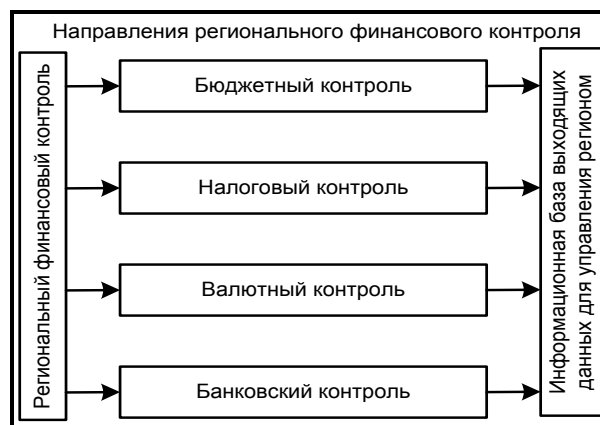 Направления регионального финансового контроля
Региональный финансовый контроль
Бюджетный контроль
Налоговый контроль
Валютный контроль
Банковский контроль
Информационная база выходящих
данных для управления регионом